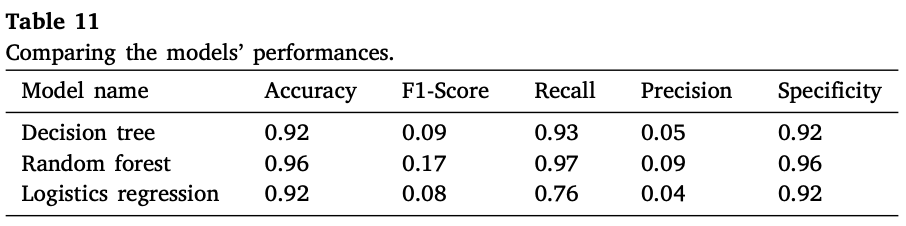 Table 11
Comparing the models’ performances.
Model name Accuracy F1-Score Recall Precision Specificity
Decision tree 0.92 0.09 0.93 0.05 0.92
Random forest 0.96 0.17 0.97 0.09 0.96
Logistics regression 0.92 0.08 0.76 0.04 0.92